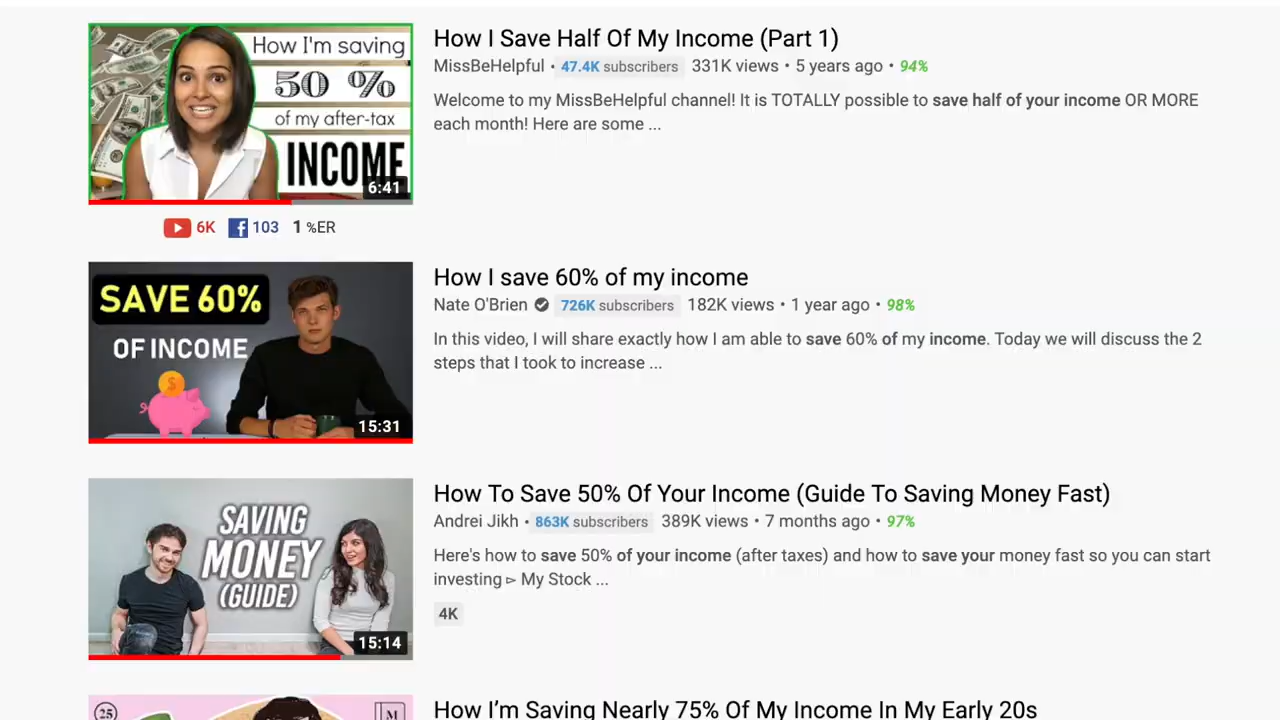 How I'm saving
50 %
of my after-tax
INCOME
6:41
How I Save Half Of My Income (Part 1)
MissBeHelpful • 47.4K subscribers 331K views • 5 years ago • 94%
Welcome to my MissBeHelpful channel! It is TOTALLY possible to save half of your income OR MORE
each month! Here are some ...
6K 103 1 %ER
SAVE 60%
OF INCOME
$
15:31
How I save 60% of my income
Nate O'Brien 726K subscribers 182K views • 1 year ago • 98%
In this video, I will share exactly how I am able to save 60% of my income. Today we will discuss the 2
steps that I took to increase ...
SAVING
MONEY
(GUIDE)
15:14
How To Save 50% Of Your Income (Guide To Saving Money Fast)
Andrei Jikh • 863K subscribers 389K views • 7 months ago • 97%
Here's how to save 50% of your income (after taxes) and how to save your money fast so you can start
investing ▻ My Stock ...
4K
25
M
How I’m Saving Nearly 75% Of My Income In My Early 20s